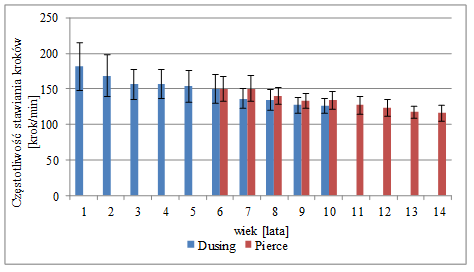 Częstotliwość stawiania kroków
[krok/min]
250
200
150
100
50
0
1 2 3 4 5 6 7 8 9 10 11 12 13 14
wiek [lata]
Dusing Pierce